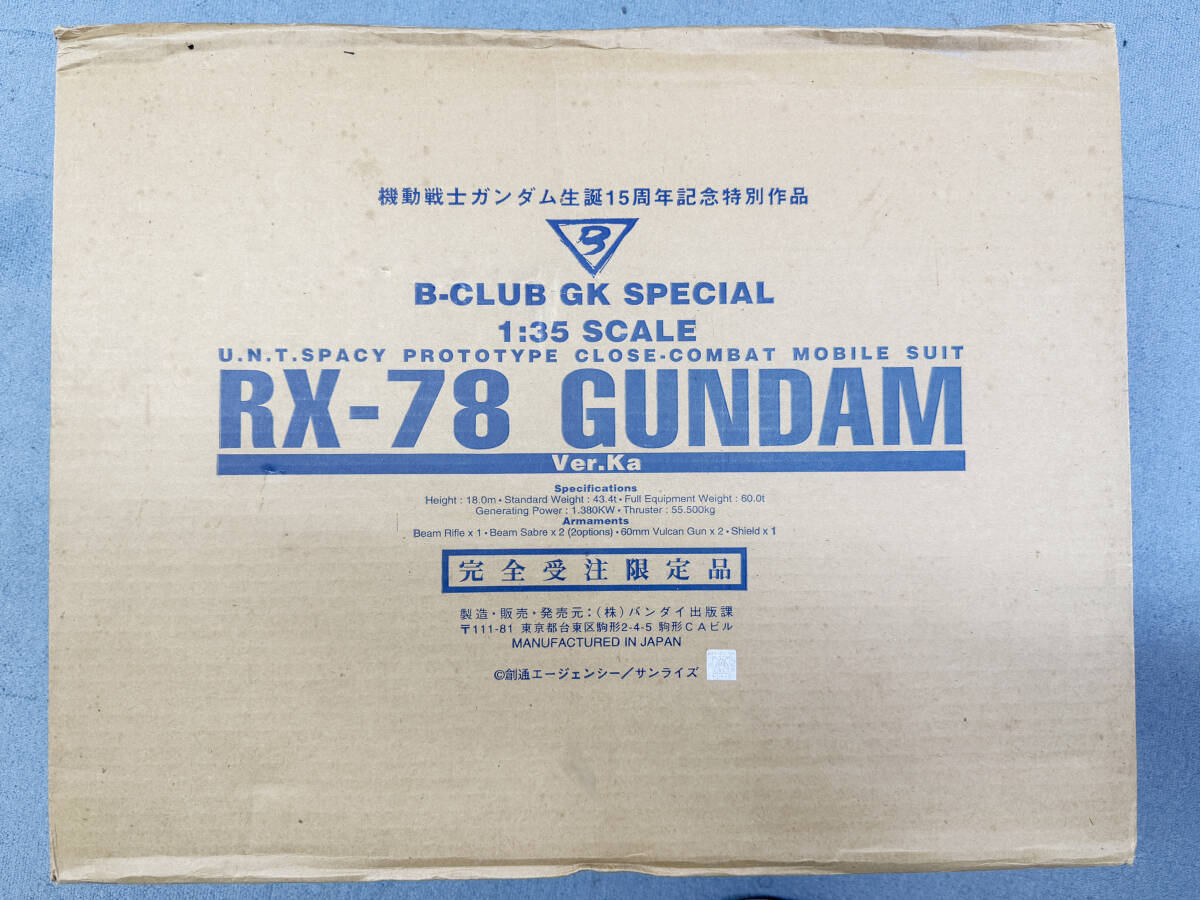 機動戦士ガンダム生誕15周年記念特別作品
B
B-CLUB GK SPECIAL
1:35 SCALE
U.N.T.SPACY PROTOTYPE CLOSE-COMBAT MOBILE SUIT
RX-78 GUNDAM
Ver.Ka
Specifications
Height : 18.0m・Standard Weight : 43.4t・Full Equipment Weight : 60.0t
Generating Power : 1.380KW・Thruster : 55.500kg
Armaments
Beam Rifle x 1・Beam Sabre x 2 (2options)・60mm Vulcan Gun x 2・Shield x 1
完全受注限定品
製造・販売・発売元：（株）バンダイ出版課
〒111-81 東京都台東区駒形2-4-5 駒形CAビル
MANUFACTURED IN JAPAN
©創通エージェンシー／サンライズ